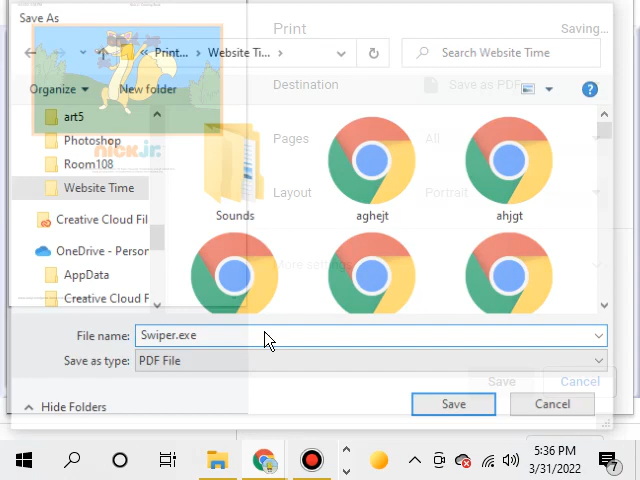 Save As
Print
Saving...
Print...
Website Ti...
Search Website Time
Organize
New folder
Destination
Save as PDF
art5
Photoshop
nick jr.
Pages
All
Room108
Layout
Portrait
Website Time
Sounds
aghejt
ahjgt
Creative Cloud Fil
OneDrive - Person
More settings
AppData
Creative Cloud F
File name:
Swiper.exe
Save as type:
PDF File
Save
Cancel
Hide Folders
Save
Cancel
5:36 PM
3/31/2022
7